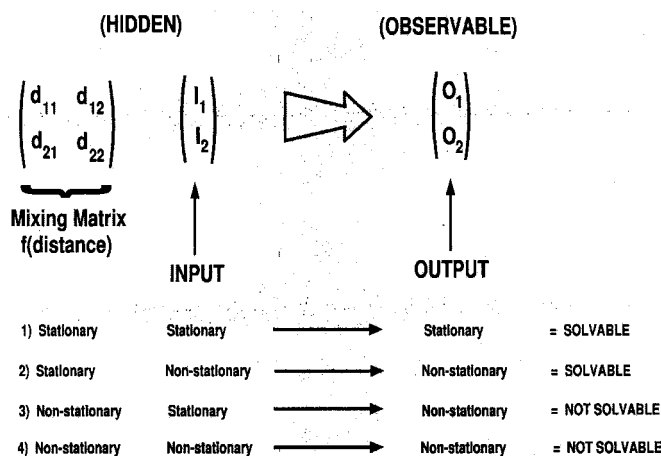 (HIDDEN) (OBSERVABLE)
d11 d12 I1 O1
d21 d22 I2 O2
Mixing Matrix
f(distance)
INPUT OUTPUT
1) Stationary Stationary Stationary = SOLVABLE
2) Stationary Non-stationary Non-stationary = SOLVABLE
3) Non-stationary Stationary Non-stationary = NOT SOLVABLE
4) Non-stationary Non-stationary Non-stationary = NOT SOLVABLE